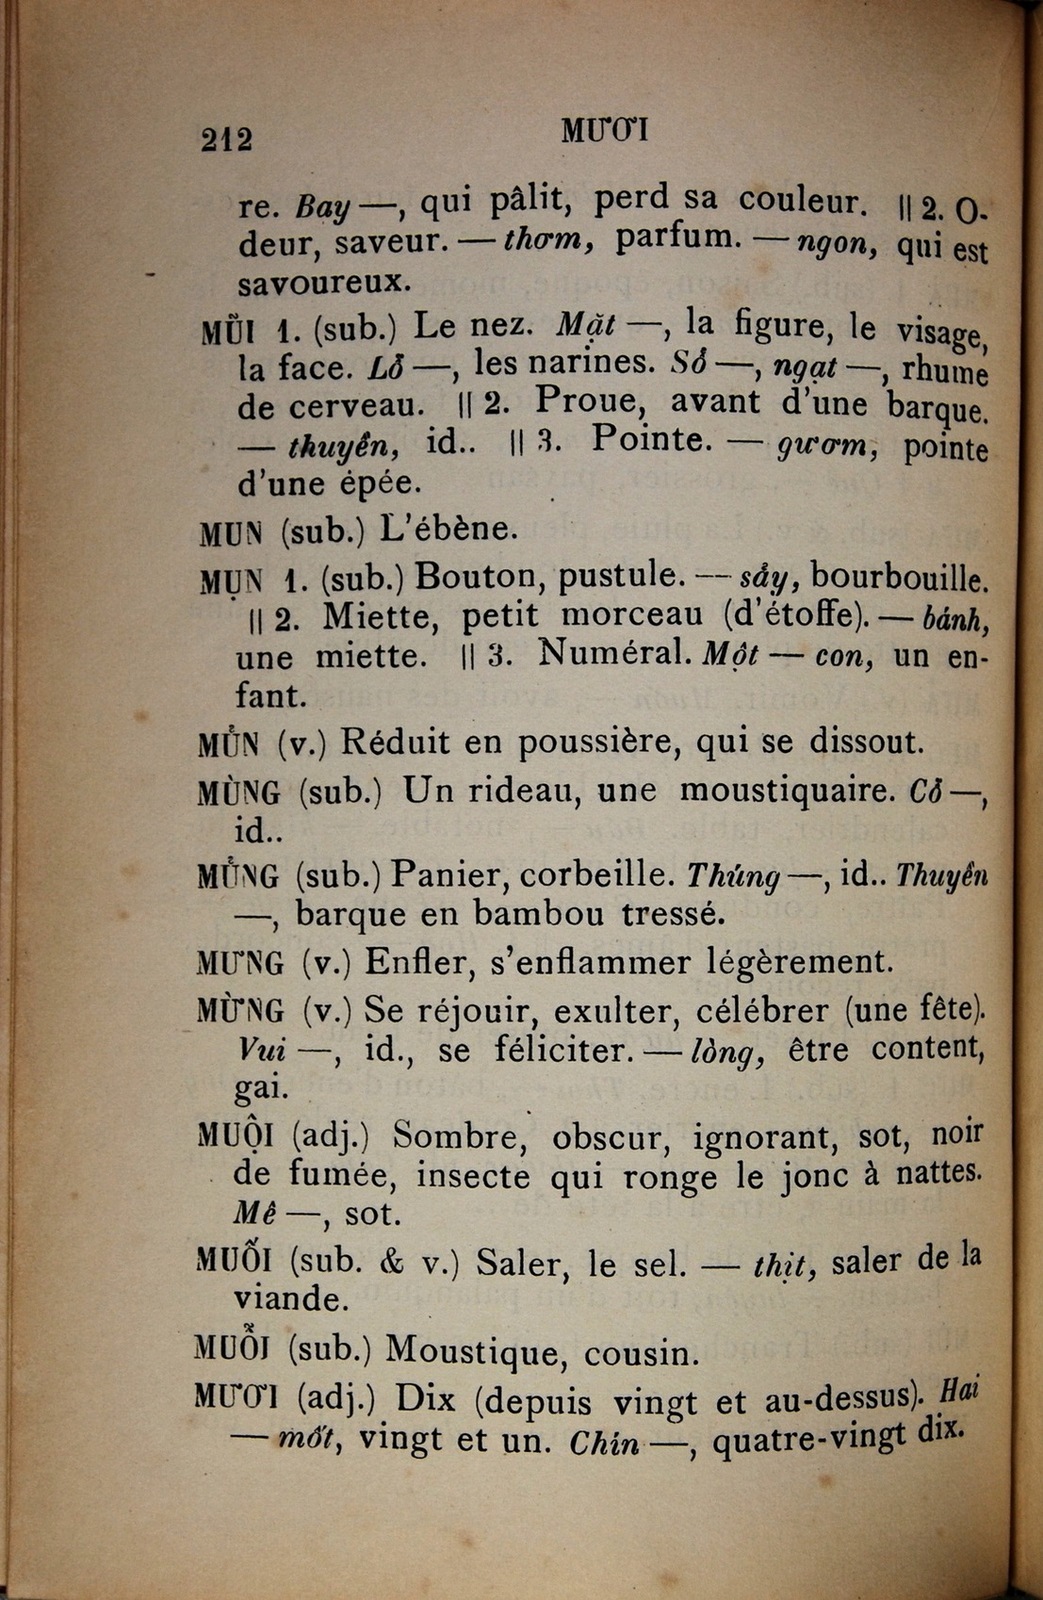 212
MƯƠI
re. Bay —, qui pâlit, perd sa couleur. || 2. O-
deur, saveur. — thơm, parfum. — ngon, qui est
savoureux.
MŨI 1. (sub.) Le nez. Mặt —, la figure, le visage,
la face. Lổ —, les narines. Sổ —, ngạt —, rhume
de cerveau. || 2. Proue, avant d'une barque.
— thuyền, id.. || 3. Pointe. — gươm, pointe
d'une épée.
MUN (sub.) L'ébène.
MỤN 1. (sub.) Bouton, pustule. — sảy, bourbouille.
|| 2. Miette, petit morceau (d'étoffe). — bánh,
une miette. || 3. Numéral. Một — con, un en-
fant.
MỦN (v.) Réduit en poussière, qui se dissout.
MÙNG (sub.) Un rideau, une moustiquaire. Cổ —,
id..
MỦNG (sub.) Panier, corbeille. Thúng —, id.. Thuyền
—, barque en bambou tressé.
MƯNG (v.) Enfler, s'enflammer légèrement.
MỪNG (v.) Se réjouir, exulter, célébrer (une fête).
Vui —, id., se féliciter. — lòng, être content,
gai.
MUỘI (adj.) Sombre, obscur, ignorant, sot, noir
de fumée, insecte qui ronge le jonc à nattes.
Mê —, sot.
MUỐI (sub. & v.) Saler, le sel. — thịt, saler de la
viande.
MUỖI (sub.) Moustique, cousin.
MƯƠI (adj.) Dix (depuis vingt et au-dessus). Hai
— mốt, vingt et un. Chín —, quatre-vingt dix.